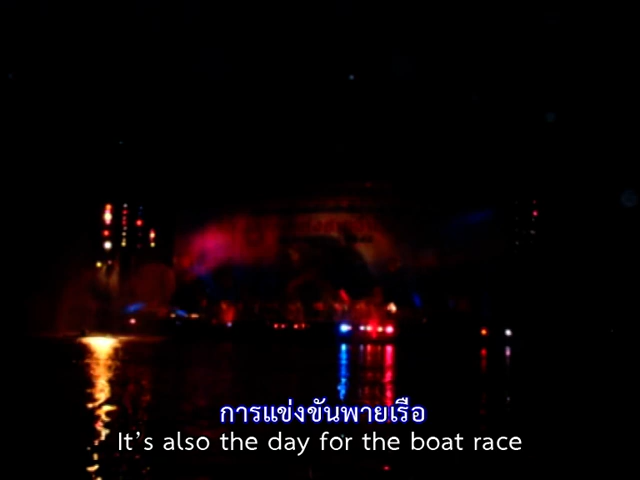 การแข่งขันพายเรือ
It's also the day for the boat race